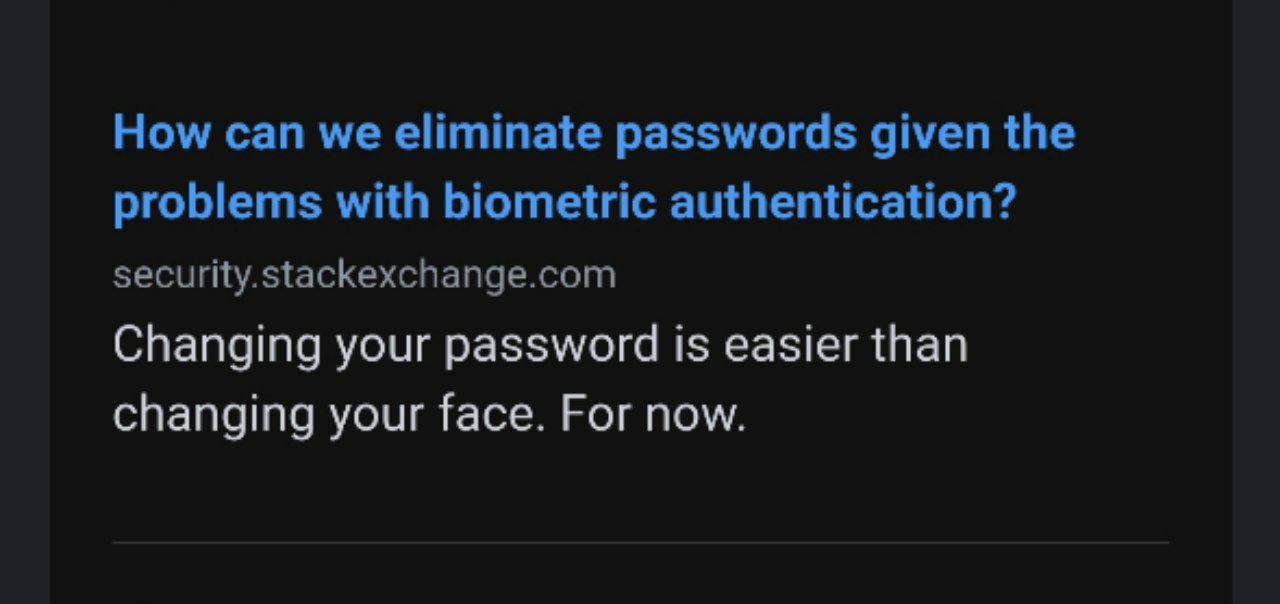 How can we eliminate passwords given the
problems with biometric authentication?
security.stackexchange.com
Changing your password is easier than
changing your face. For now.